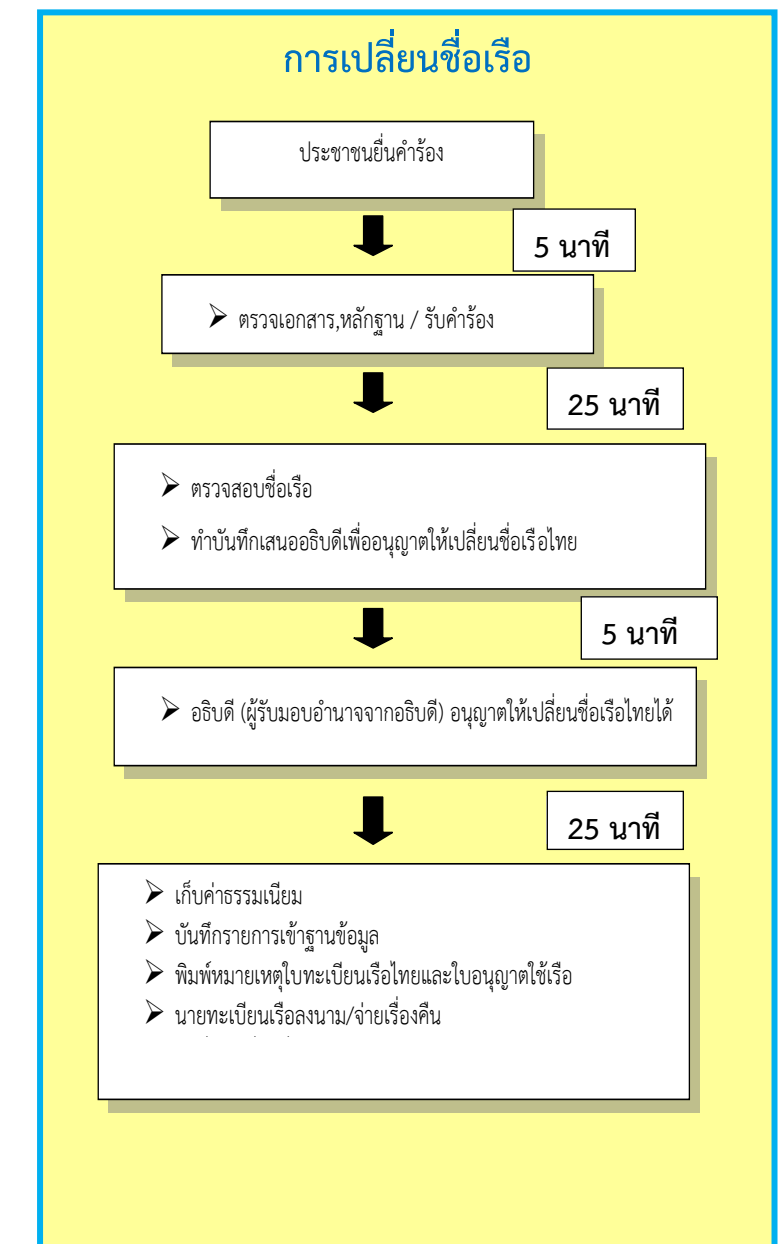 การเปลี่ยนชื่อเรือ
ประชาชนยื่นคำร้อง
5 นาที
➢ ตรวจเอกสาร,หลักฐาน / รับคำร้อง
25 นาที
➢ ตรวจสอบชื่อเรือ
➢ ทำบันทึกเสนออธิบดีเพื่ออนุญาตให้เปลี่ยนชื่อเรือไทย
5 นาที
➢ อธิบดี (ผู้รับมอบอำนาจจากอธิบดี) อนุญาตให้เปลี่ยนชื่อเรือไทยได้
25 นาที
➢ เก็บค่าธรรมเนียม
➢ บันทึกรายการเข้าฐานข้อมูล
➢ พิมพ์หมายเหตุใบทะเบียนเรือไทยและใบอนุญาตใช้เรือ
➢ นายทะเบียนเรือลงนาม/จ่ายเรื่องคืน